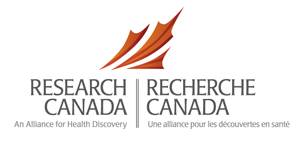 RESEARCH
CANADA
An Alliance for Health Discovery
RECHERCHE
CANADA
Une alliance pour les découvertes en santé